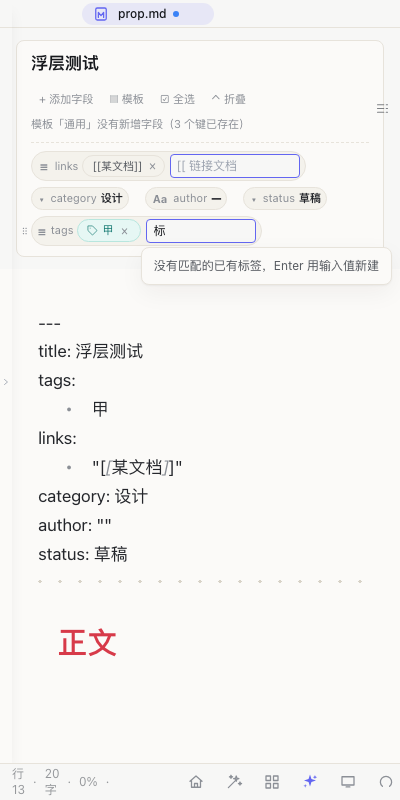 prop.md
浮层测试
+ 添加字段 模板 全选 折叠
模板「通用」没有新增字段（3 个键已存在）
links [[某文档]] × [[ 链接文档
category 设计 Aa author — status 草稿
tags 甲 × 标
没有匹配的已有标签，Enter 用输入值新建
---
title: 浮层测试
tags:
• 甲
links:
• "[[某文档]]"
category: 设计
author: ""
status: 草稿
正文
行 13 · 20 字 · 0% ·